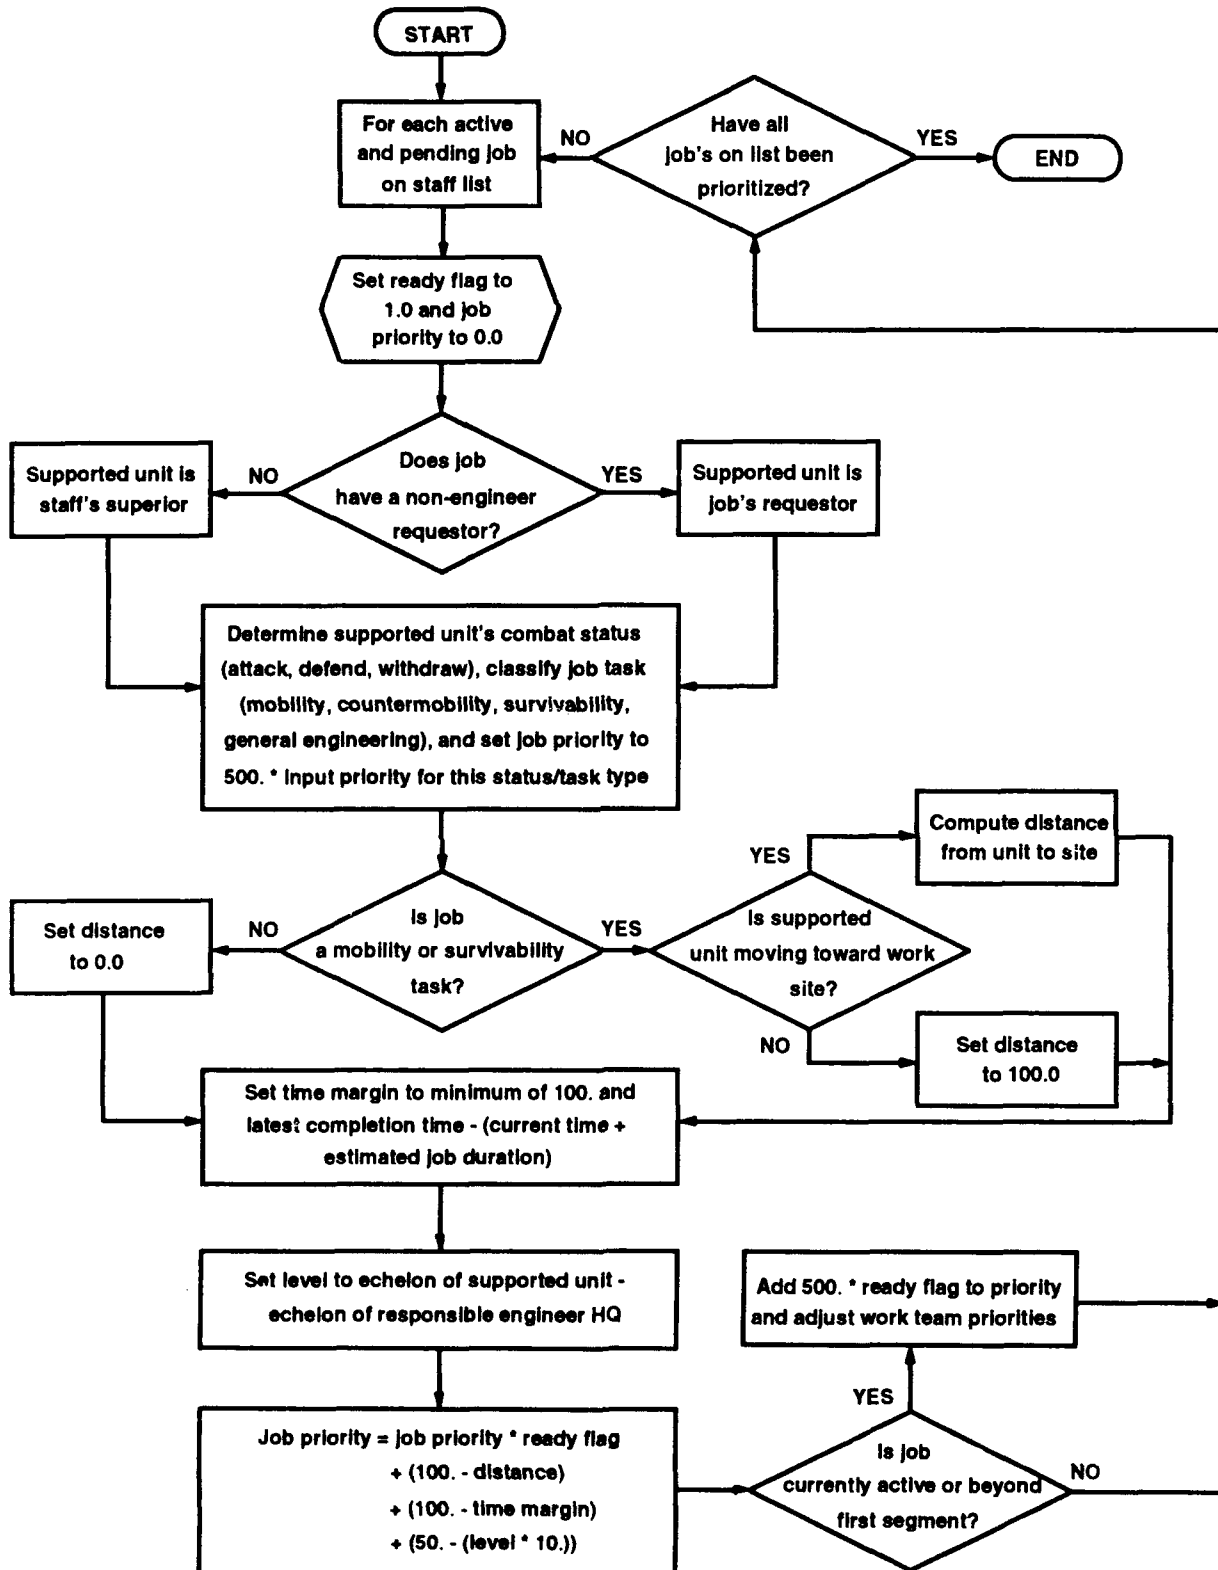 START
For each active
and pending job
on staff list
NO
Have all
job's on list been
prioritized?
YES
END
Set ready flag to
1.0 and job
priority to 0.0
Supported unit is
staff's superior
NO
Does job
have a non-engineer
requestor?
YES
Supported unit is
job's requestor
Determine supported unit's combat status
(attack, defend, withdraw), classify job task
(mobility, countermobility, survivability,
general engineering), and set job priority to
500. * input priority for this status/task type
Set distance
to 0.0
NO
Is job
a mobility or survivability
task?
YES
Is supported
unit moving toward work
site?
YES
Compute distance
from unit to site
NO
Set distance
to 100.0
Set time margin to minimum of 100. and
latest completion time - (current time +
estimated job duration)
Set level to echelon of supported unit -
echelon of responsible engineer HQ
Add 500. * ready flag to priority
and adjust work team priorities
YES
Job priority = job priority * ready flag
+ (100. - distance)
+ (100. - time margin)
+ (50. - (level * 10.))
Is job
currently active or beyond
first segment?
NO